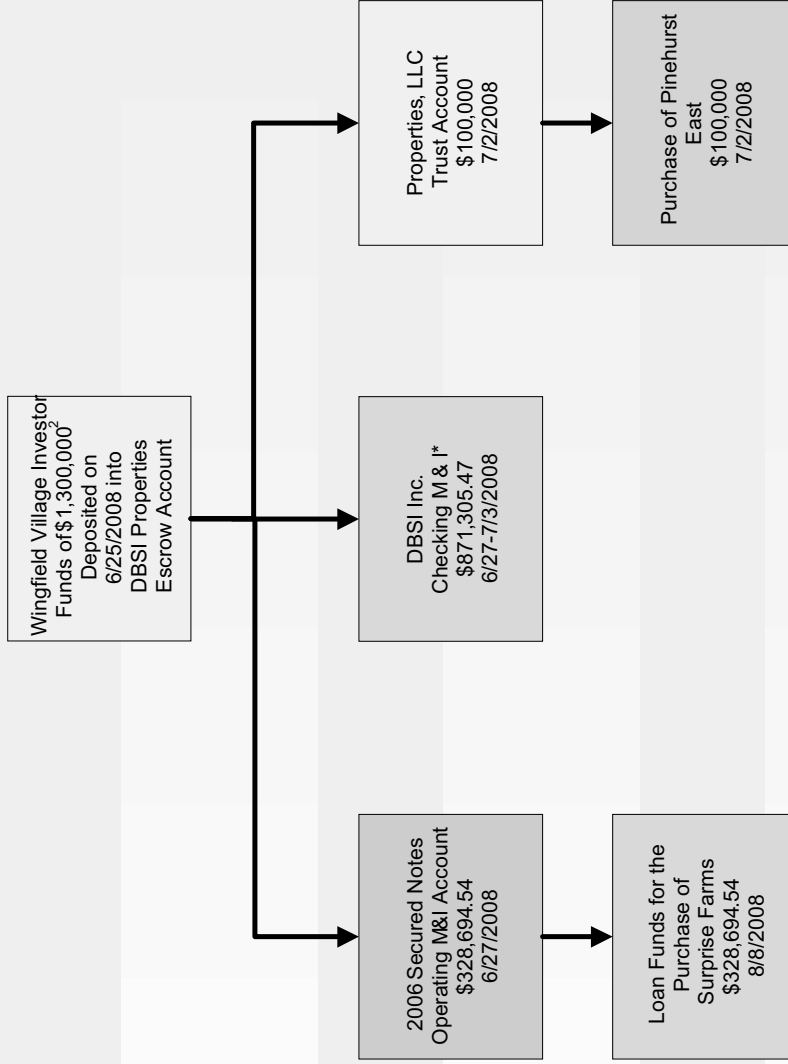 Wingfield Village Investor
Funds of $1,300,000²
Deposited on
6/25/2008 into
DBSI Properties
Escrow Account
2006 Secured Notes
Operating M&I Account
$328,694.54
6/27/2008
DBSI Inc.
Checking M & I*
$871,305.47
6/27-7/3/2008
Properties, LLC
Trust Account
$100,000
7/2/2008
Loan Funds for the
Purchase of
Surprise Farms
$328,694.54
8/8/2008
Purchase of Pinehurst
East
$100,000
7/2/2008